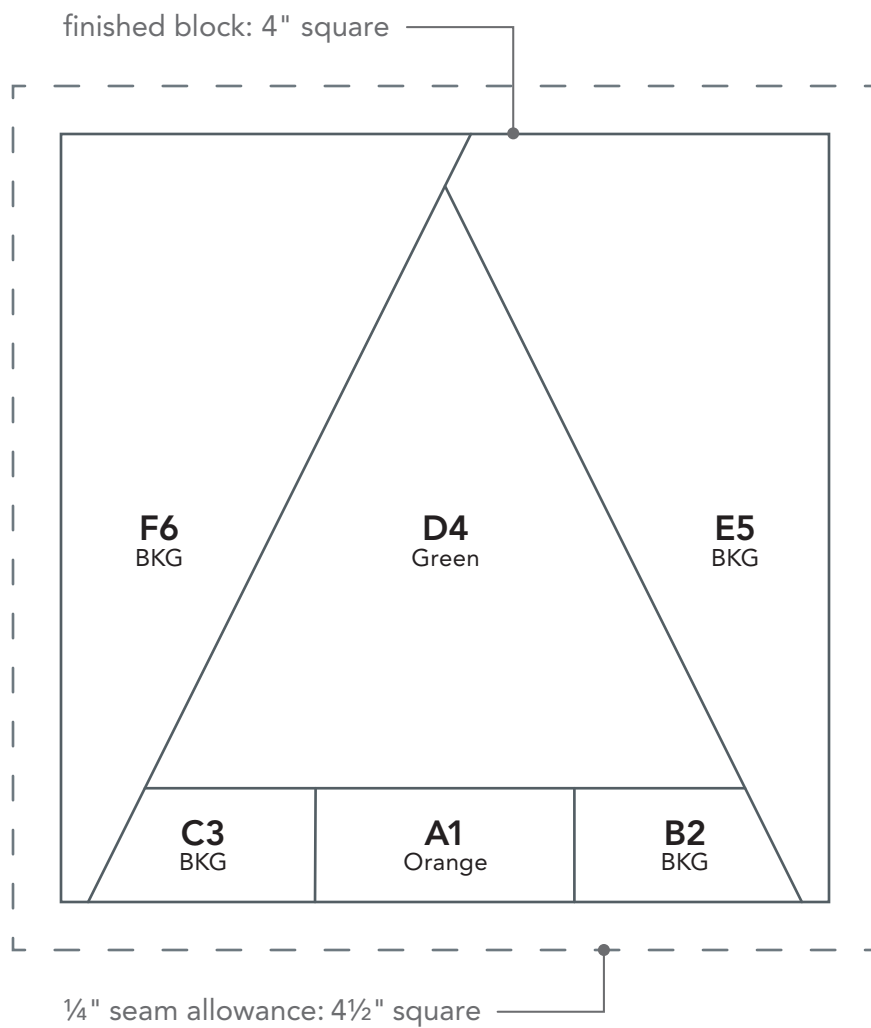 finished block: 4" square
F6
BKG
D4
Green
E5
BKG
C3
BKG
A1
Orange
B2
BKG
¼" seam allowance: 4½" square